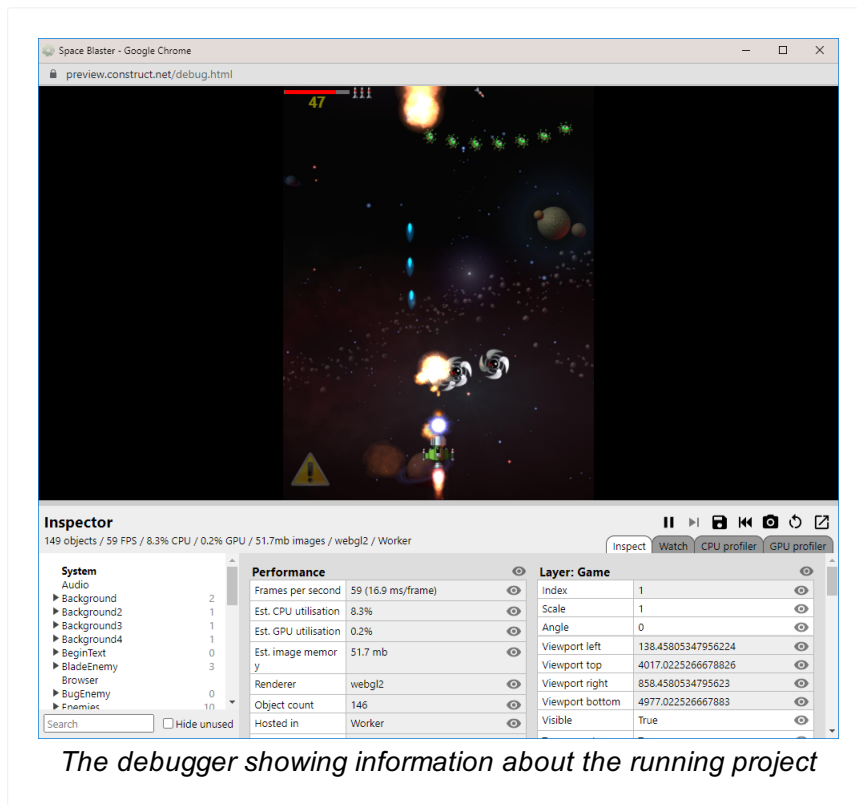 Space Blaster - Google Chrome
preview.construct.net/debug.html
47
Inspector
149 objects / 59 FPS / 8.3% CPU / 0.2% GPU / 51.7mb images / webgl2 / Worker
Inspect Watch CPU profiler GPU profiler
System
Audio
Background 2
Background2 1
Background3 1
Background4 1
BeginText 0
BladeEnemy 3
Browser
BugEnemy 0
Enemies 10
Search
Hide unused
Performance
Frames per second 59 (16.9 ms/frame)
Est. CPU utilisation 8.3%
Est. GPU utilisation 0.2%
Est. image memor
y 51.7 mb
Renderer webgl2
Object count 146
Hosted in Worker
Layer: Game
Index 1
Scale 1
Angle 0
Viewport left 138.45805347956224
Viewport top 4017.0225266678826
Viewport right 858.4580534795623
Viewport bottom 4977.022526667883
Visible True
The debugger showing information about the running project